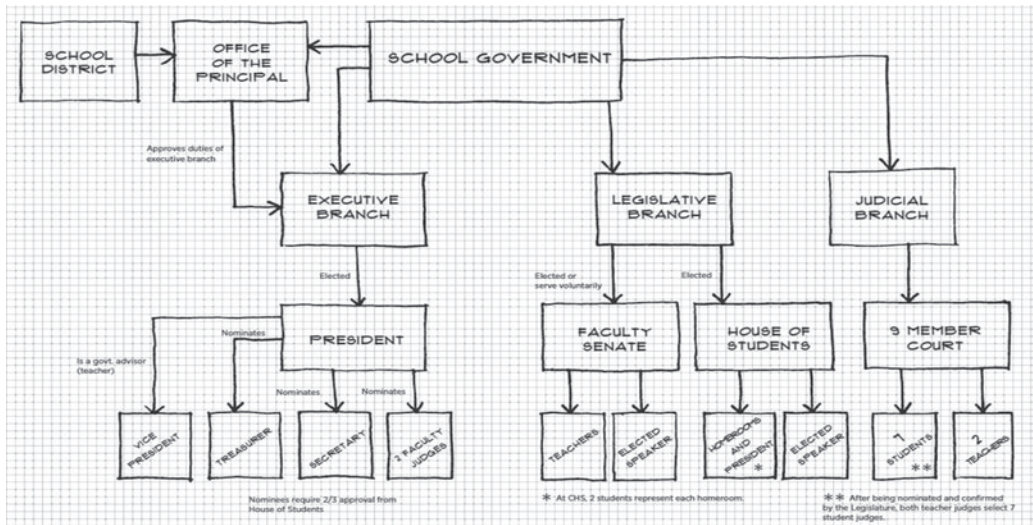 SCHOOL
DISTRICT
OFFICE
OF THE
PRINCIPAL
SCHOOL GOVERNMENT
Approves duties of
executive branch
EXECUTIVE
BRANCH
LEGISLATIVE
BRANCH
JUDICIAL
BRANCH
Elected
Elected or
serve voluntarily
Elected
PRESIDENT
FACULTY
SENATE
HOUSE OF
STUDENTS
9 MEMBER
COURT
Is a govt. advisor
(teacher)
Nominates
Nominates
Nominates
VICE
PRESIDENT
TREASURER
SECRETARY
2 FACULTY
JUDGES
TEACHERS
ELECTED
SPEAKER
HOMEROOMS
AND
PRESIDENT
*
ELECTED
SPEAKER
7
STUDENTS
**
2
TEACHERS
Nominees require 2/3 approval from
House of Students
* At CHS, 2 students represent each homeroom.
** After being nominated and confirmed
by the Legislature, both teacher judges select 7
student judges.